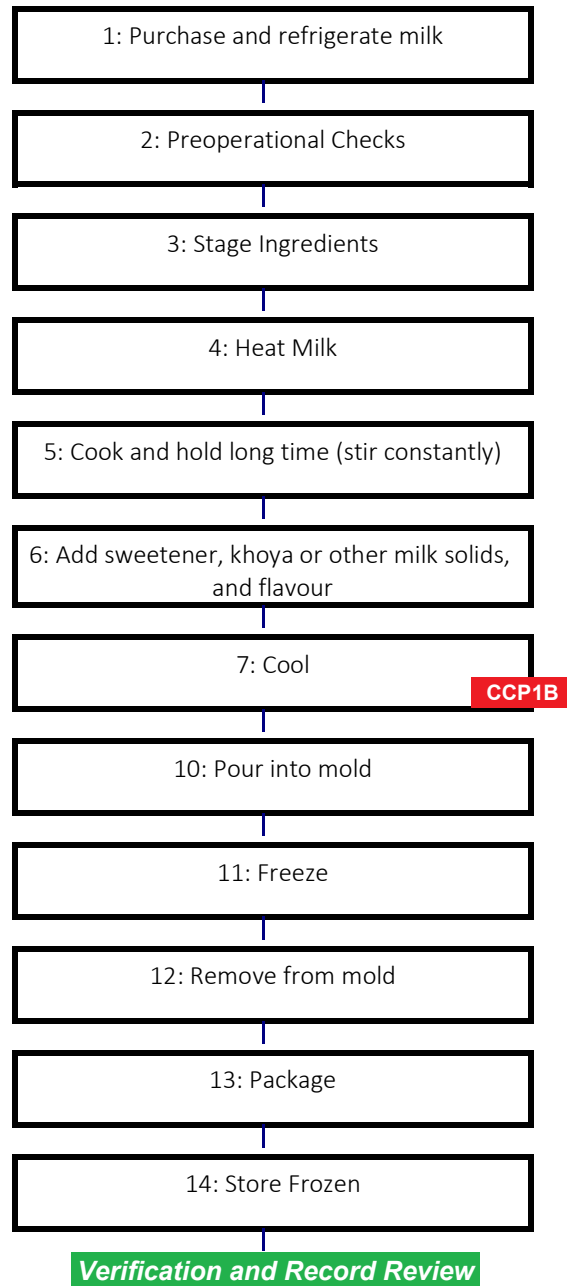 1: Purchase and refrigerate milk
2: Preoperational Checks
3: Stage Ingredients
4: Heat Milk
5: Cook and hold long time (stir constantly)
6: Add sweetener, khoya or other milk solids,
and flavour
7: Cool
CCP1B
10: Pour into mold
11: Freeze
12: Remove from mold
13: Package
14: Store Frozen
Verification and Record Review